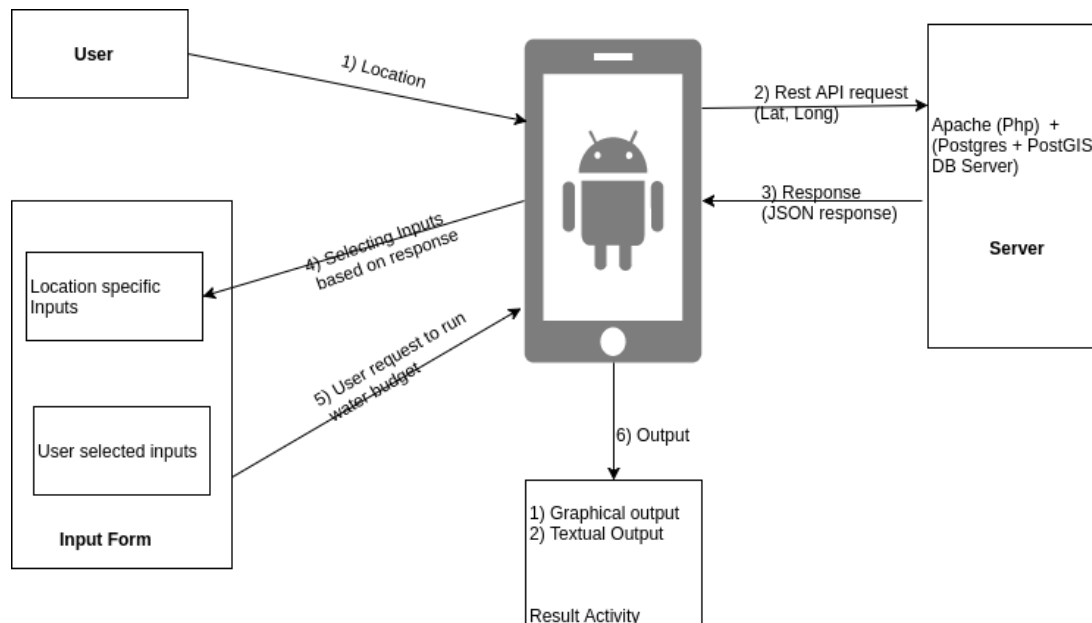 User
1) Location
2) Rest API request
(Lat, Long)
Apache (Php) +
(Postgres + PostGIS
DB Server)
3) Response
(JSON response)
Server
4) Selecting Inputs
based on response
Location specific
Inputs
5) User request to run
water budget
User selected inputs
Input Form
6) Output
1) Graphical output
2) Textual Output
Result Activity